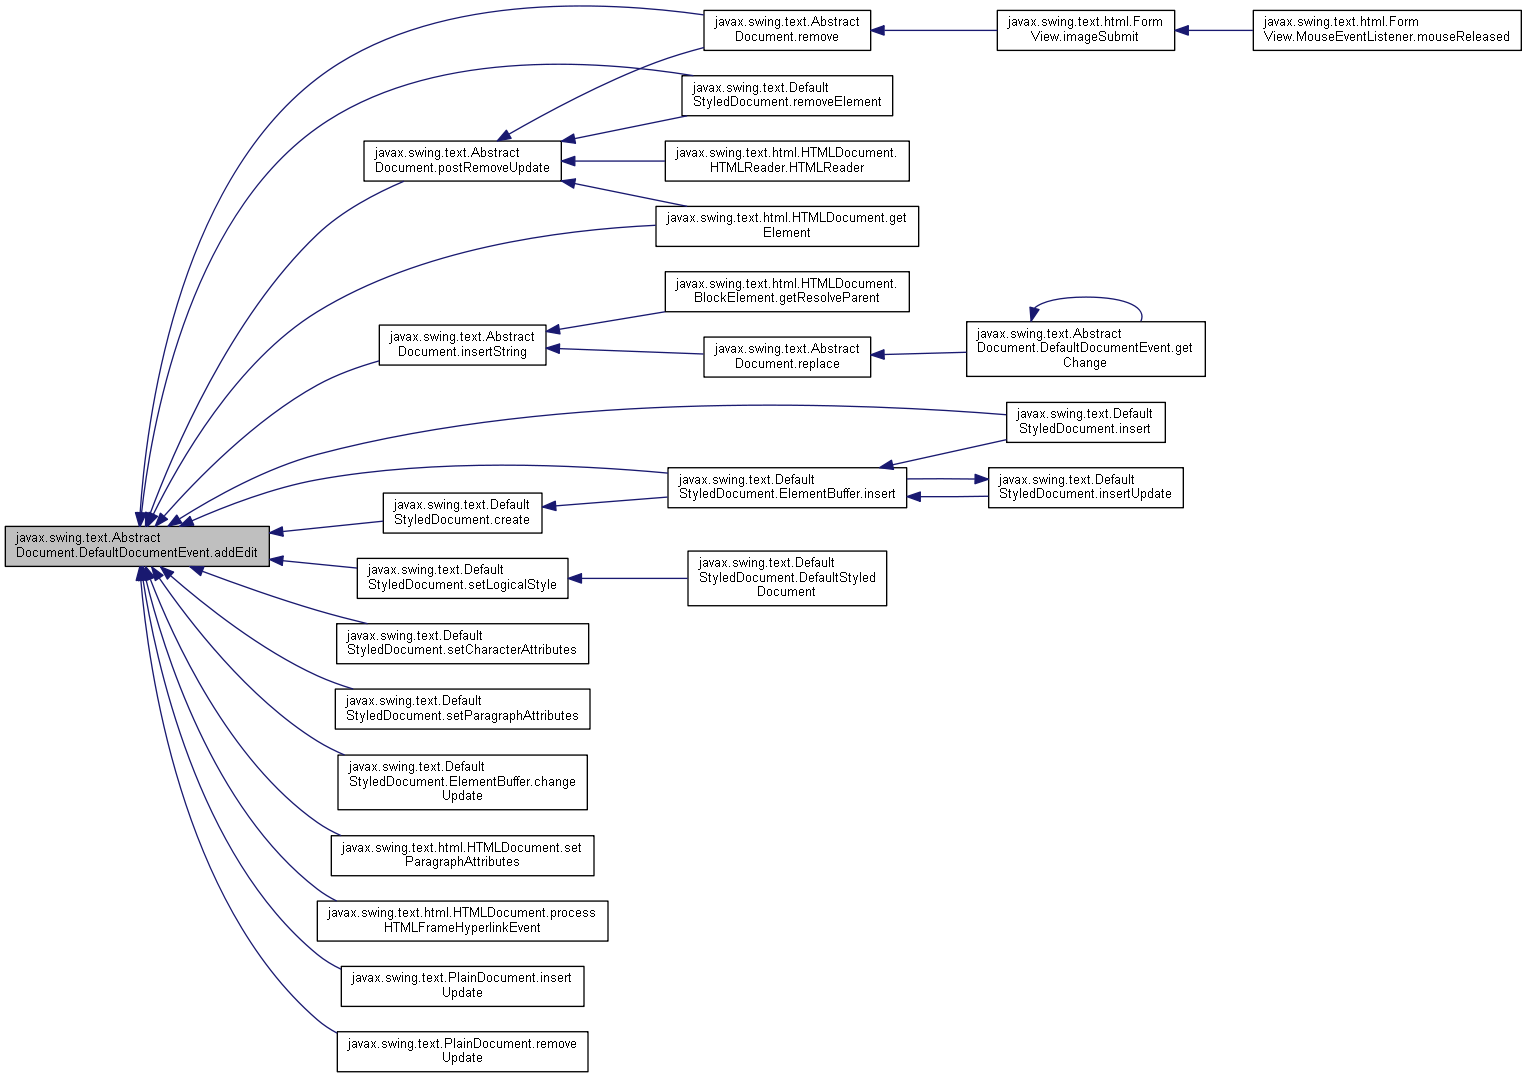 javax.swing.text.Abstract
Document.remove
javax.swing.text.html.Form
View.imageSubmit
javax.swing.text.html.Form
View.MouseEventListener.mouseReleased
javax.swing.text.Default
StyledDocument.removeElement
javax.swing.text.Abstract
Document.postRemoveUpdate
javax.swing.text.html.HTMLDocument.
HTMLReader.HTMLReader
javax.swing.text.html.HTMLDocument.get
Element
javax.swing.text.html.HTMLDocument.
BlockElement.getResolveParent
javax.swing.text.Abstract
Document.insertString
javax.swing.text.Abstract
Document.replace
javax.swing.text.Abstract
Document.DefaultDocumentEvent.get
Change
javax.swing.text.Default
StyledDocument.insert
javax.swing.text.Default
StyledDocument.ElementBuffer.insert
javax.swing.text.Default
StyledDocument.insertUpdate
javax.swing.text.Default
StyledDocument.create
javax.swing.text.Abstract
Document.DefaultDocumentEvent.addEdit
javax.swing.text.Default
StyledDocument.setLogicalStyle
javax.swing.text.Default
StyledDocument.DefaultStyled
Document
javax.swing.text.Default
StyledDocument.setCharacterAttributes
javax.swing.text.Default
StyledDocument.setParagraphAttributes
javax.swing.text.Default
StyledDocument.ElementBuffer.change
Update
javax.swing.text.html.HTMLDocument.set
ParagraphAttributes
javax.swing.text.html.HTMLDocument.process
HTMLFrameHyperlinkEvent
javax.swing.text.PlainDocument.insert
Update
javax.swing.text.PlainDocument.remove
Update